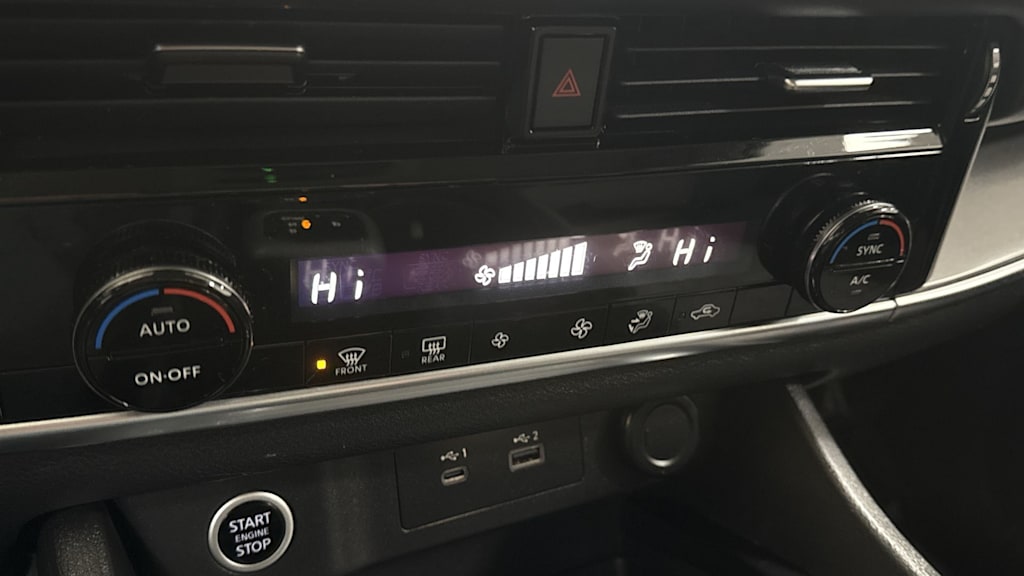 Hi
Hi
SYNC
A/C
AUTO
ON·OFF
FRONT
REAR
1
2
START
ENGINE
STOP